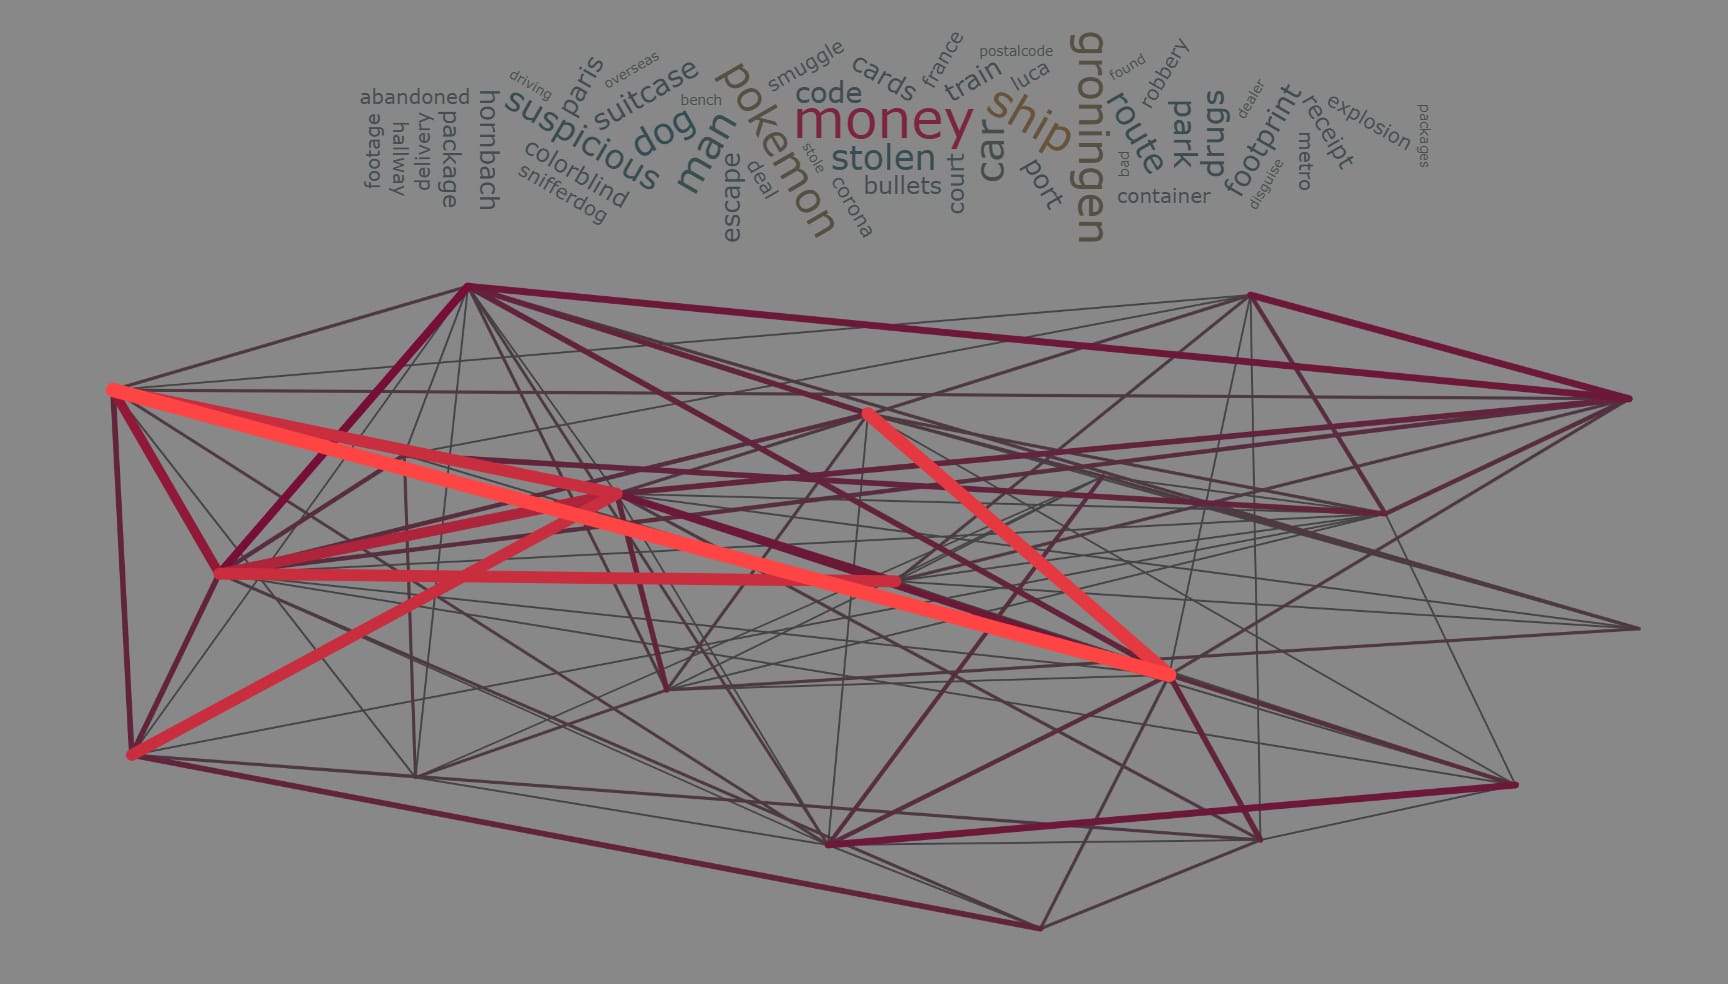 abandoned
footage
hallway
delivery
package
hornbach
driving
paris
overseas
suspicious
suitcase
colorblind
snifferdog
dog
bench
man
escape
deal
pokemon
smuggle
cards
code
money
stole
stolen
corona
bullets
court
france
postalcode
train
luca
car
ship
port
groningen
found
robbery
route
bad
park
container
drugs
dealer
footprint
disguise
receipt
metro
explosion
packages